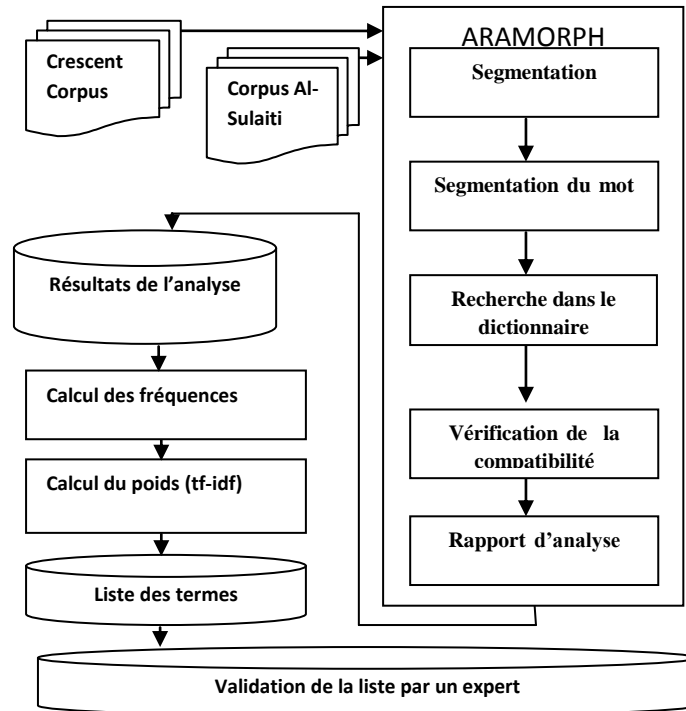 Crescent
Corpus
Corpus Al-
Sulaiti
ARAMORPH
Segmentation
Segmentation du mot
Recherche dans le
dictionnaire
Vérification de la
compatibilité
Rapport d’analyse
Résultats de l’analyse
Calcul des fréquences
Calcul du poids (tf-idf)
Liste des termes
Validation de la liste par un expert